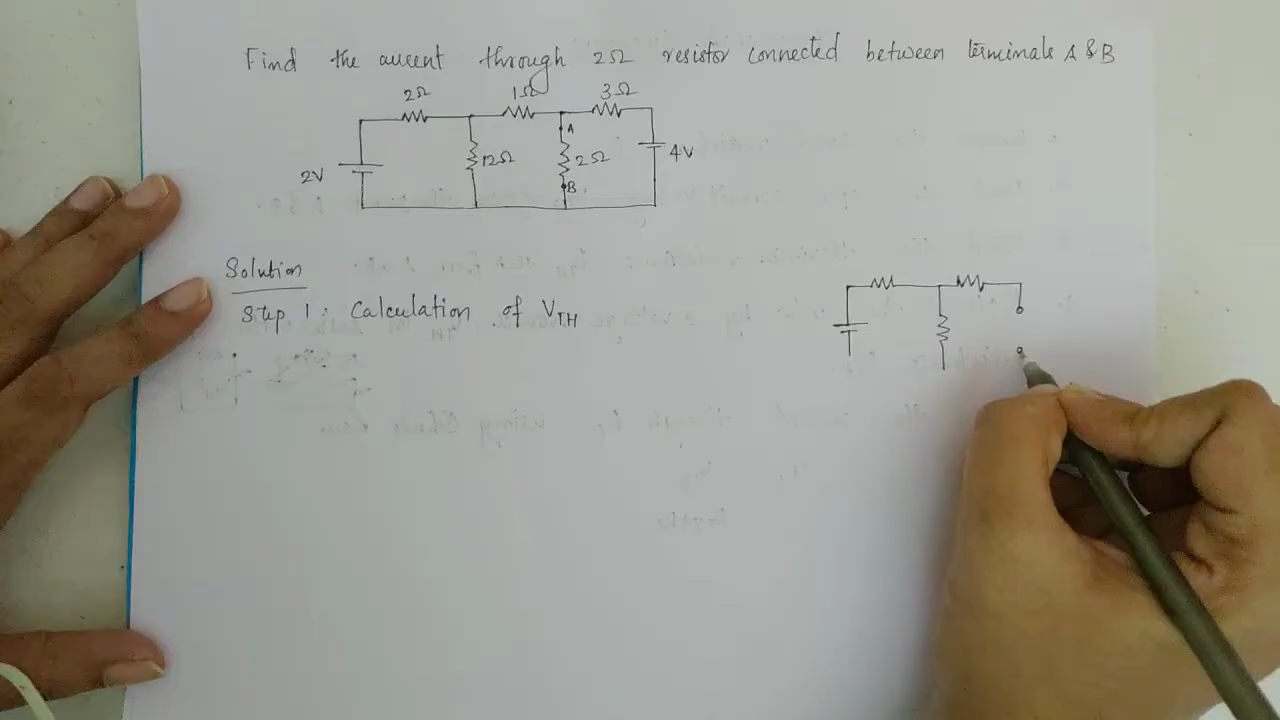 Find the current through 2Ω resistor connected between terminals A & B
2Ω 1Ω 3Ω
A
12Ω 2Ω 4V
2V
B
Solution
Step 1: Calculation of VTH